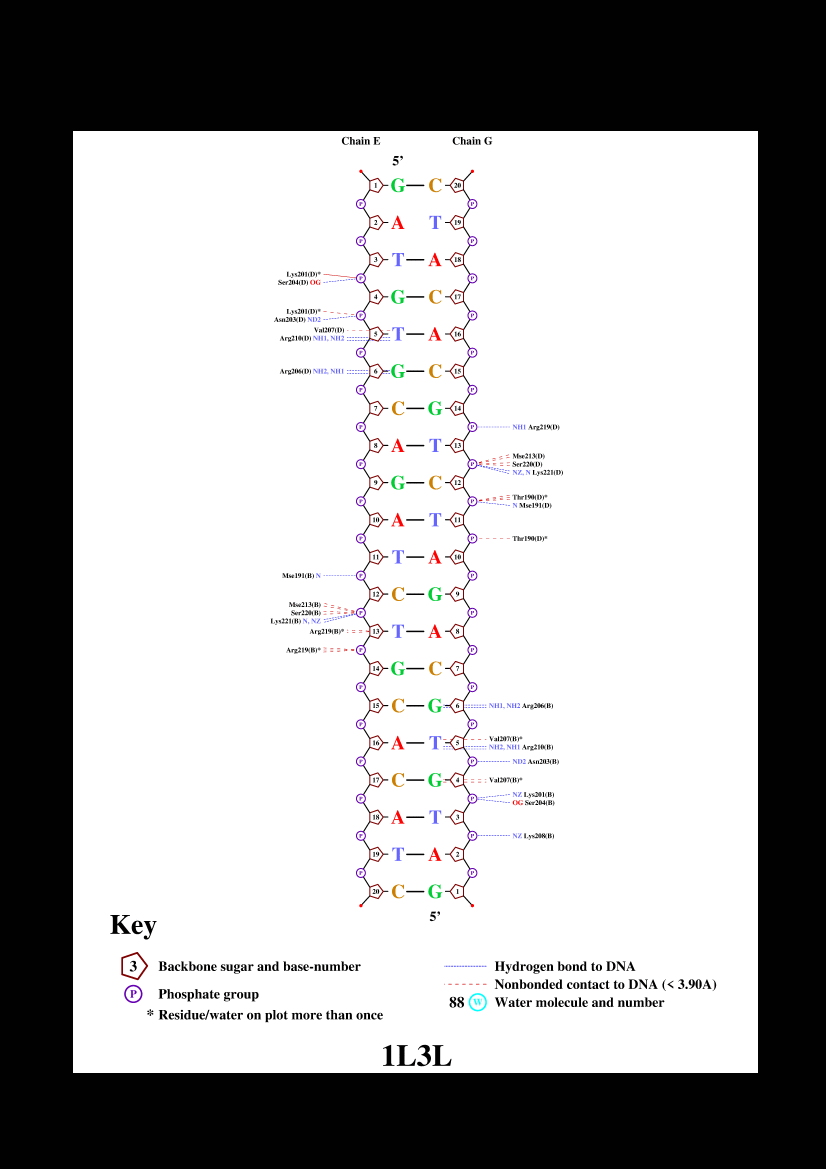 Chain E Chain G
5’
1 G C 20
P P
2 A T 19
P P
3 T A 18
Lys201(D)*
P P
Ser204(D) OG
4 G C 17
Lys201(D)*
P P
Asn203(D) ND2
Val207(D)
5 T A 16
Arg210(D) NH1, NH2
P P
Arg206(D) NH2, NH1 6 G C 15
P P
7 C G 14
P P NH1 Arg219(D)
8 A T 13
Mse213(D)
P P Ser220(D)
NZ, N Lys221(D)
9 G C 12
Thr190(D)*
P P
N Mse191(D)
10 A T 11
P P Thr190(D)*
11 T A 10
Mse191(B) N P P
12 C G 9
Mse213(B)
Ser220(B) P P
Lys221(B) N, NZ
Arg219(B)* 13 T A 8
Arg219(B)* P P
14 G C 7
P P
15 C G 6 NH1, NH2 Arg206(B)
P P
Val207(B)*
16 A T 5
NH2, NH1 Arg210(B)
P P ND2 Asn203(B)
17 C G 4 Val207(B)*
NZ Lys201(B)
P P
OG Ser204(B)
18 A T 3
P P NZ Lys208(B)
19 T A 2
P P
20 C G 1
5’
Key
3 Backbone sugar and base-number
P Phosphate group
* Residue/water on plot more than once
Hydrogen bond to DNA
Nonbonded contact to DNA (< 3.90A)
88 W Water molecule and number
1L3L